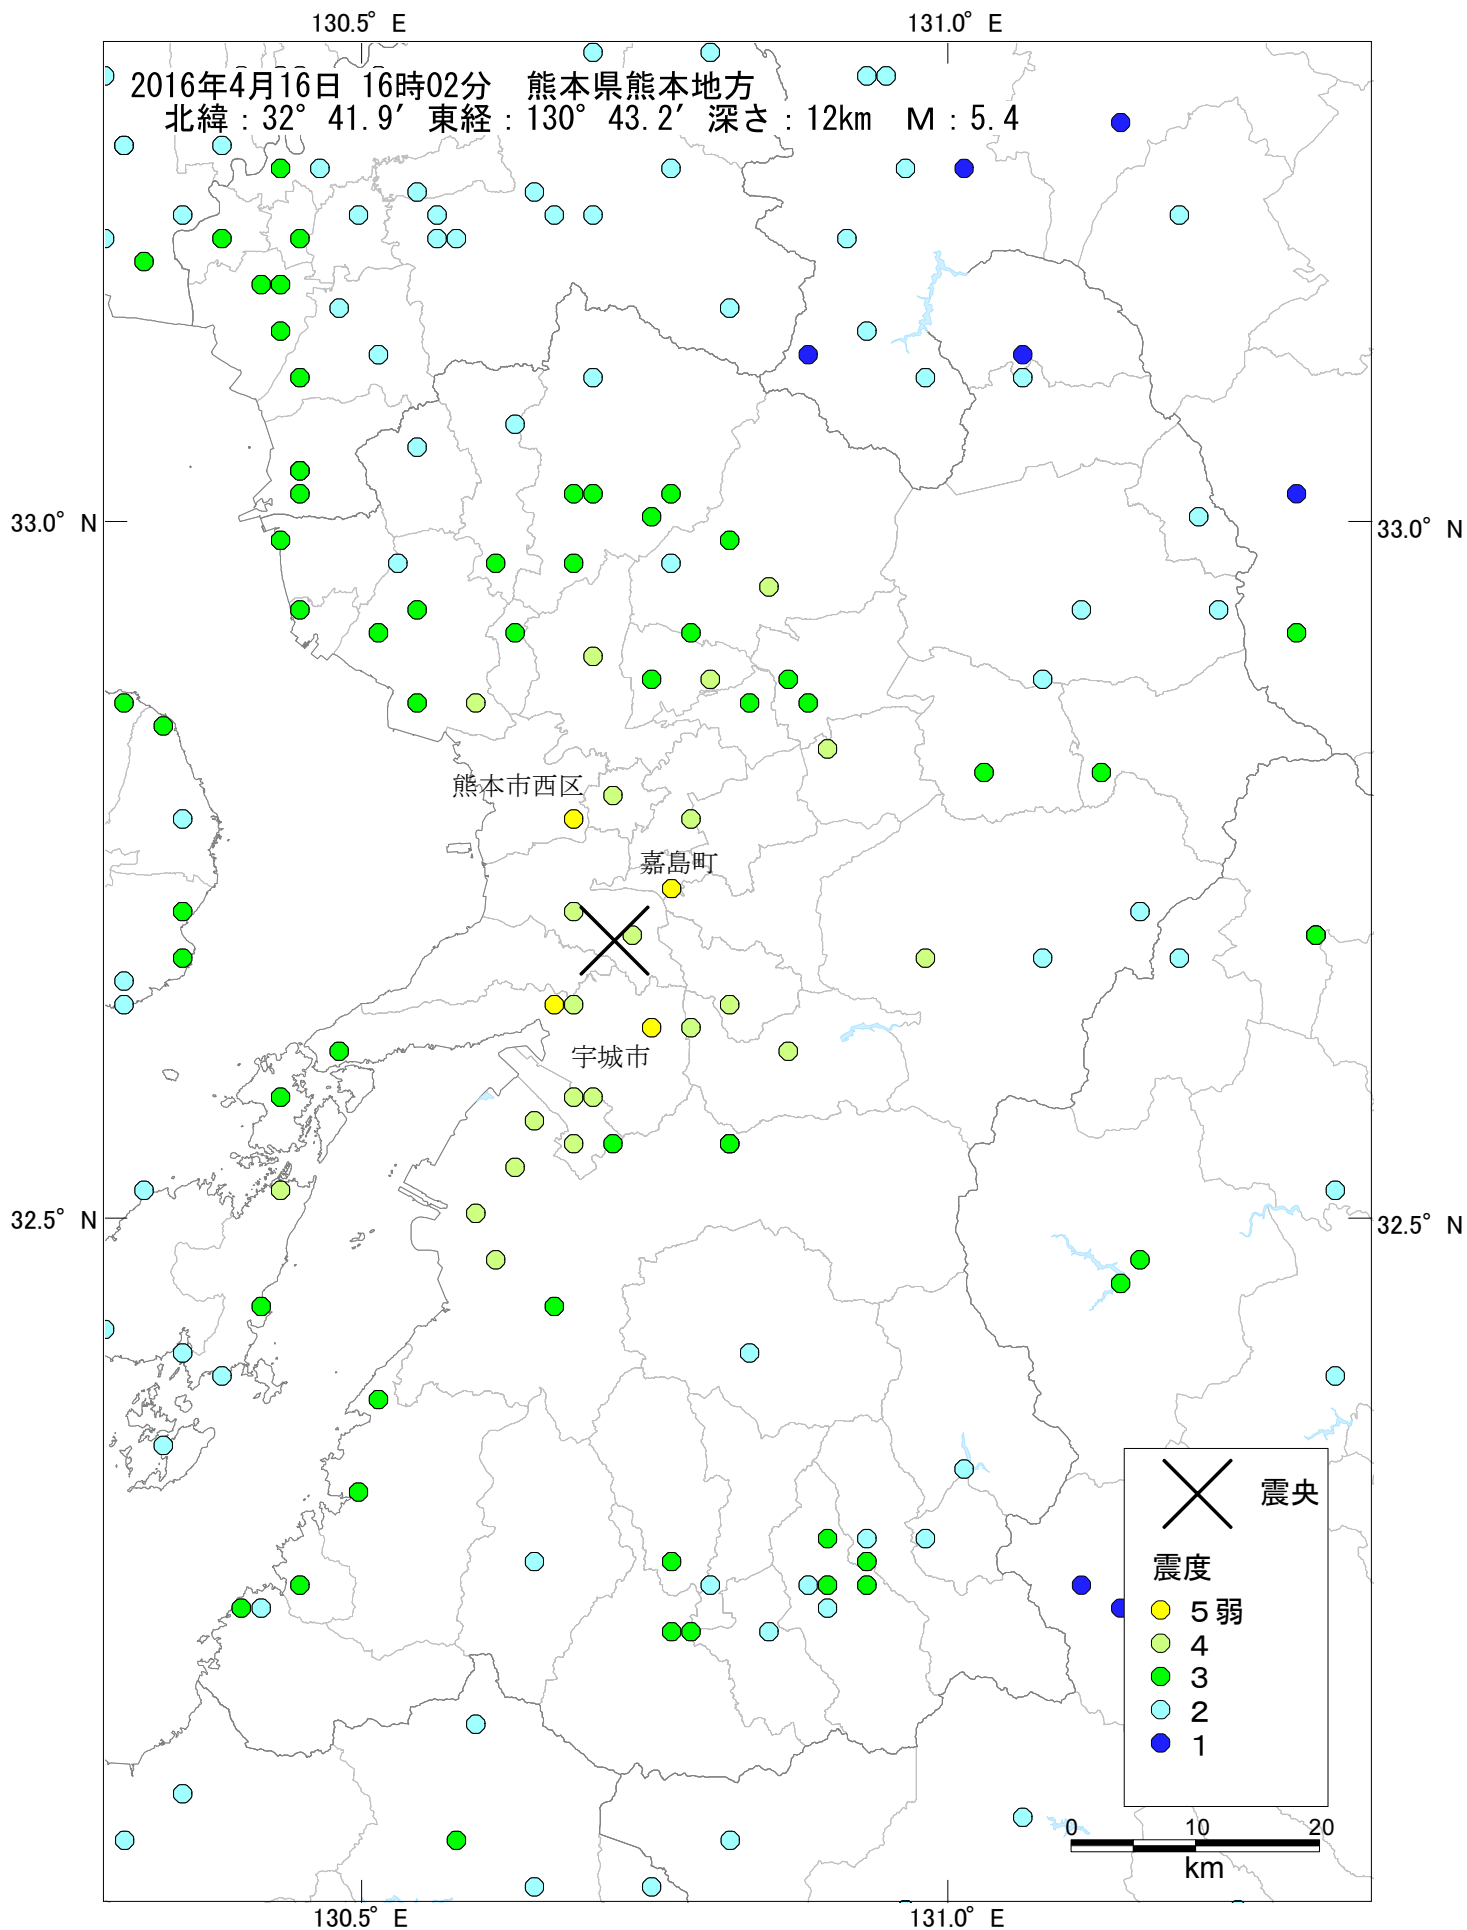 130.5° E 131.0° E
2016年4月16日 16時02分 熊本県熊本地方
北緯：32° 41.9′ 東経：130° 43.2′ 深さ：12km M：5.4
33.0° N 33.0° N
熊本市西区
嘉島町
宇城市
32.5° N 32.5° N
震央
震度
５弱
４
３
２
１
0 10 20
km
130.5° E 131.0° E